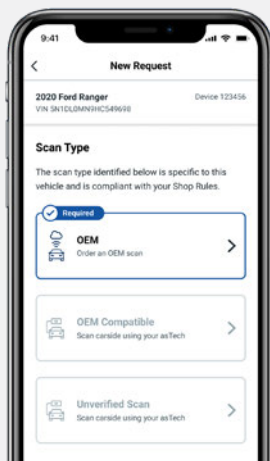 9:41
New Request
2020 Ford Ranger
Device 123456
VIN SN1DL0MN9HC549698
Scan Type
The scan type identified below is specific to this
vehicle and is compliant with your Shop Rules.
Required
OEM
Order an OEM scan
OEM Compatible
Scan carside using your asTech
Unverified Scan
Scan carside using your asTech